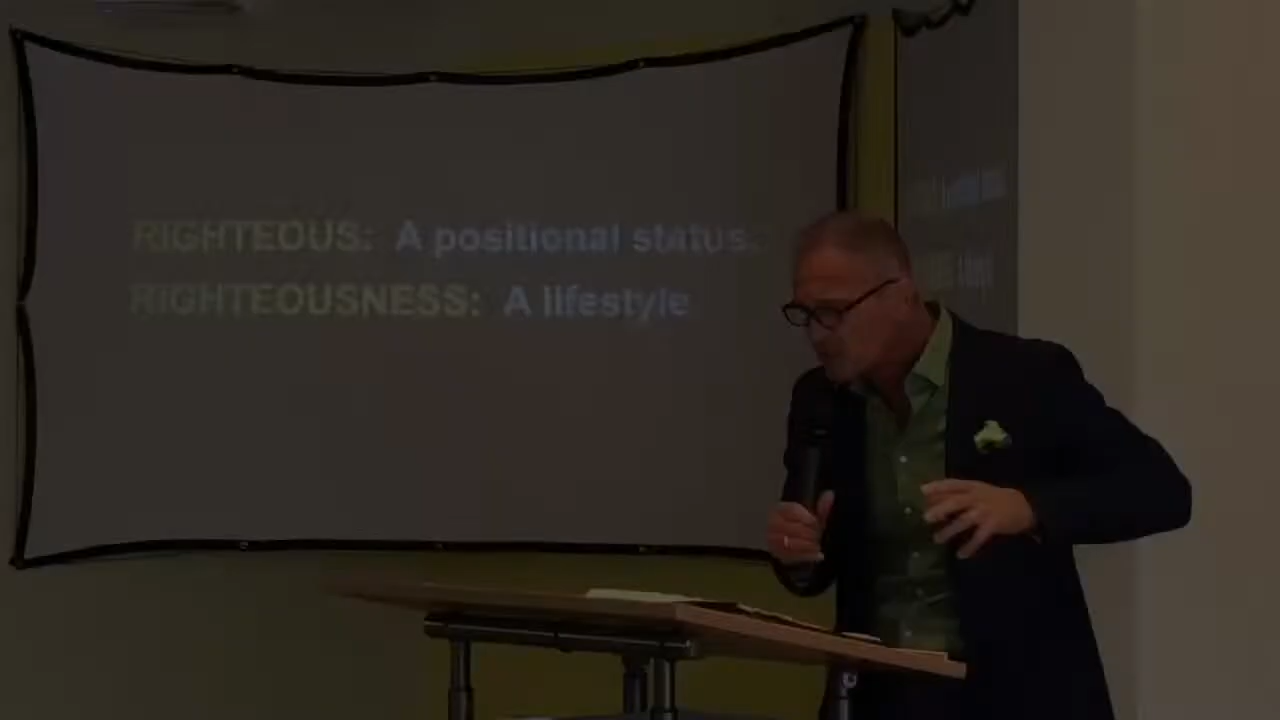 RIGHTEOUS: A positional status.
RIGHTEOUSNESS: A lifestyle